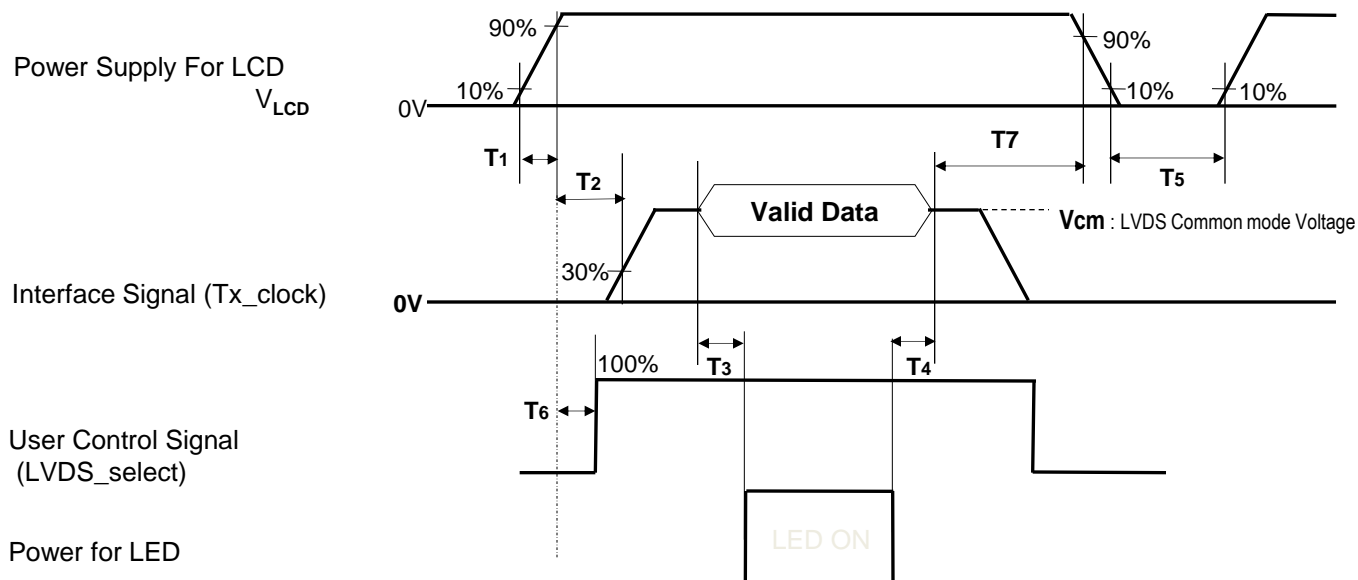 90%
90%
Power Supply For LCD
VLCD
10%
10%
10%
0V
T1
T2
T7
T5
Valid Data
Vcm : LVDS Common mode Voltage
30%
Interface Signal (Tx_clock)
0V
T3
T4
100%
T6
User Control Signal
(LVDS_select)
LED ON
Power for LED